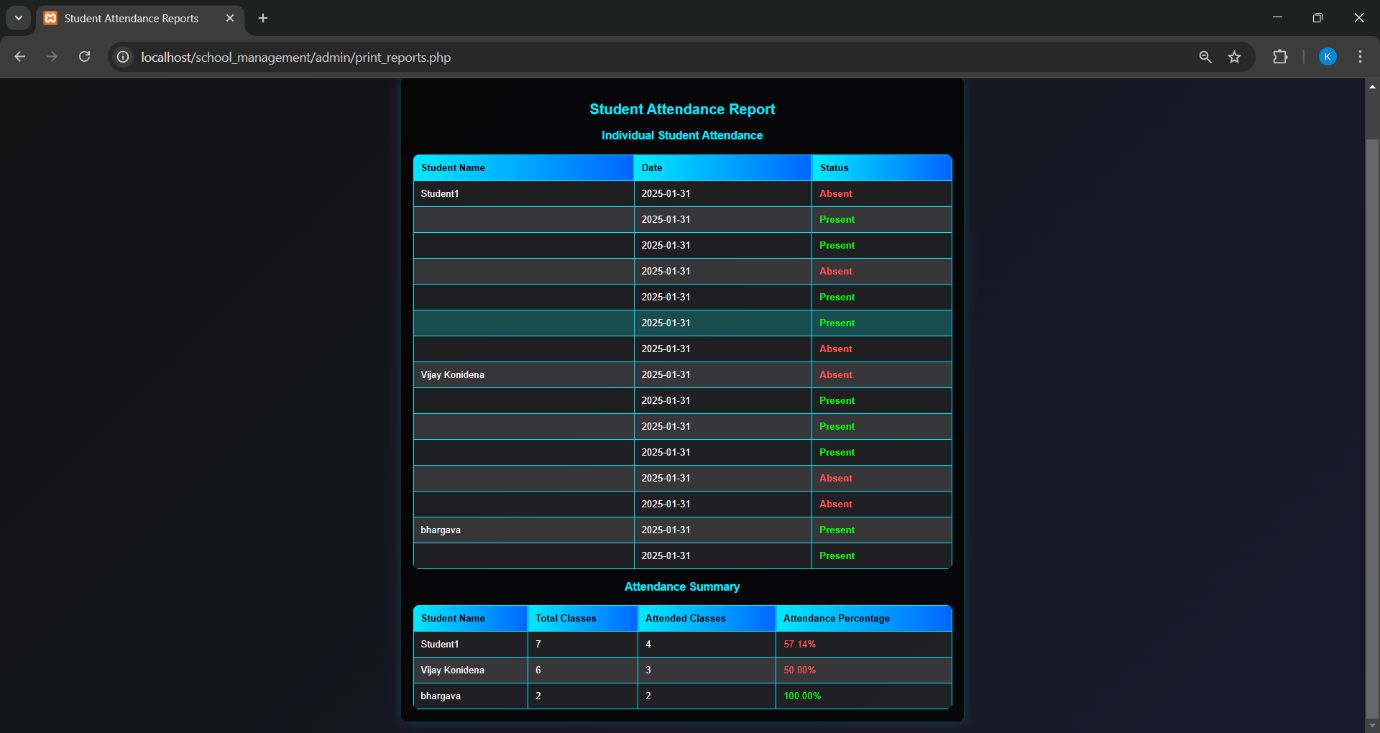 Student Attendance Reports
localhost/school_management/admin/print_reports.php
K
Student Attendance Report
Individual Student Attendance
Student Name Date Status
Student1 2025-01-31 Absent
2025-01-31 Present
2025-01-31 Present
2025-01-31 Absent
2025-01-31 Present
2025-01-31 Present
2025-01-31 Absent
Vijay Konidena 2025-01-31 Absent
2025-01-31 Present
2025-01-31 Present
2025-01-31 Present
2025-01-31 Absent
2025-01-31 Absent
bhargava 2025-01-31 Present
2025-01-31 Present
Attendance Summary
Student Name Total Classes Attended Classes Attendance Percentage
Student1 7 4 57.14%
Vijay Konidena 6 3 50.00%
bhargava 2 2 100.00%